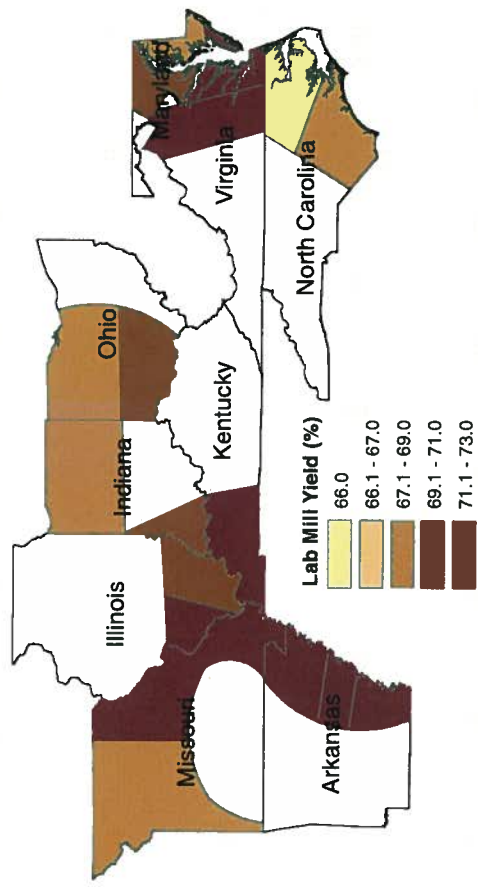 Maryland
Virginia
North Carolina
Ohio
Kentucky
Indiana
Illinois
Missouri
Arkansas
Lab Mill Yield (%)
66.0
66.1 - 67.0
67.1 - 69.0
69.1 - 71.0
71.1 - 73.0